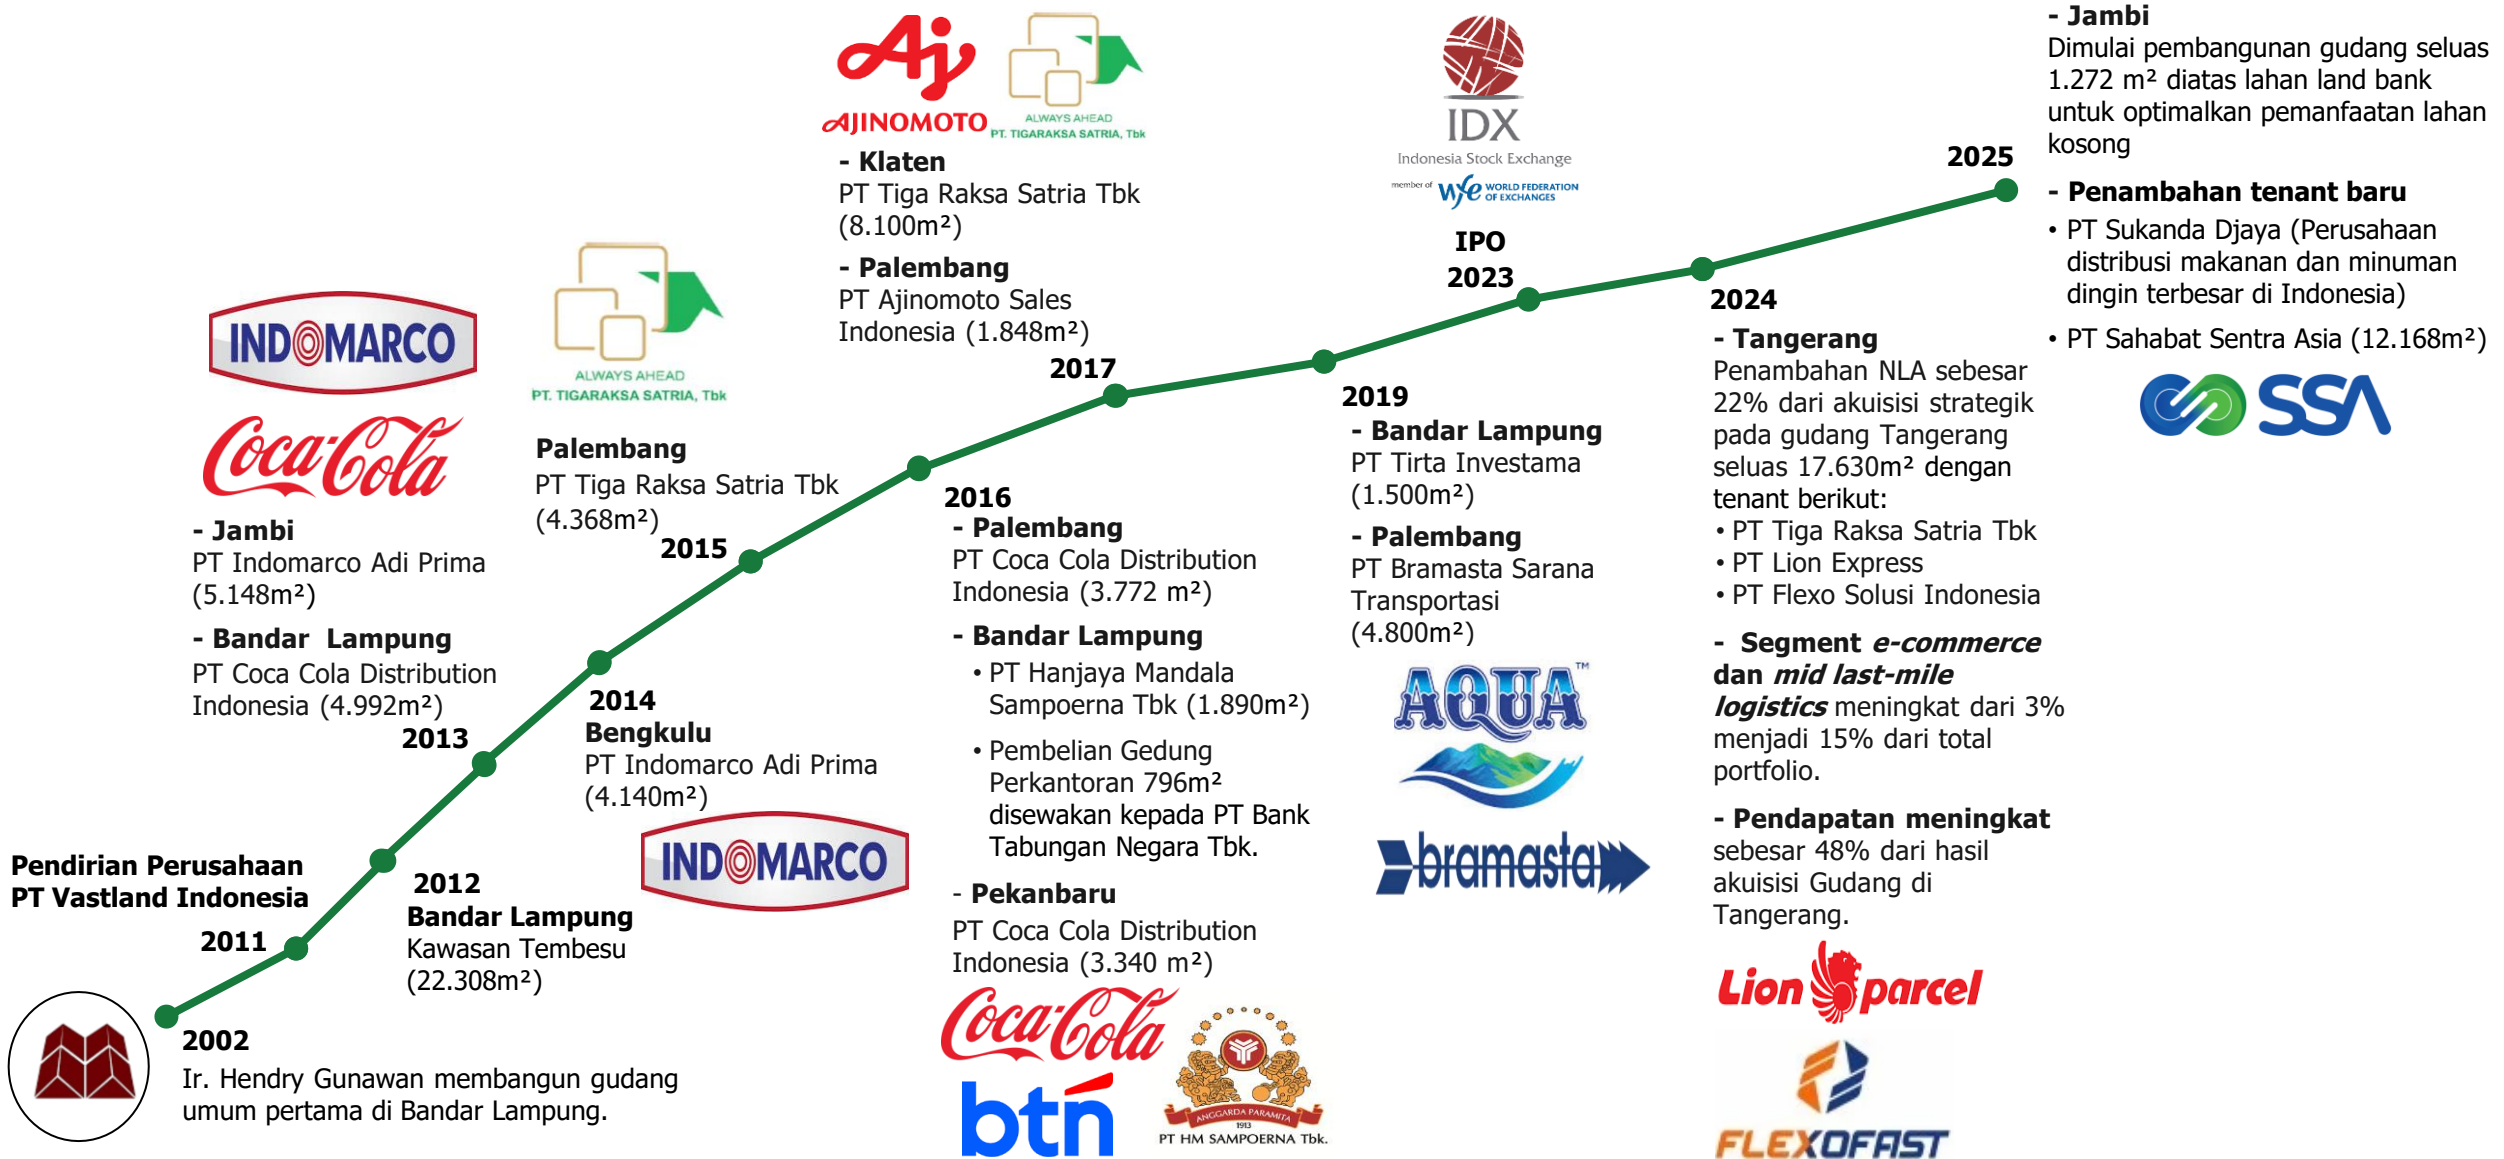 Pendirian Perusahaan
PT Vastland Indonesia
2002
Ir. Hendry Gunawan membangun gudang
umum pertama di Bandar Lampung.
2011
2012
Bandar Lampung
Kawasan Tembesu
(22.308m²)
INDOMARCO
Coca-Cola
- Jambi
PT Indomarco Adi Prima
(5.148m²)
- Bandar Lampung
PT Coca Cola Distribution
Indonesia (4.992m²)
2013
2014
Bengkulu
PT Indomarco Adi Prima
(4.140m²)
INDOMARCO
ALWAYS AHEAD
PT. TIGARAKSA SATRIA, Tbk
Palembang
PT Tiga Raksa Satria Tbk
(4.368m²)
2015
2016
- Palembang
PT Coca Cola Distribution
Indonesia (3.772 m²)
- Bandar Lampung
• PT Hanjaya Mandala
Sampoerna Tbk (1.890m²)
• Pembelian Gedung
Perkantoran 796m²
disewakan kepada PT Bank
Tabungan Negara Tbk.
- Pekanbaru
PT Coca Cola Distribution
Indonesia (3.340 m²)
Coca-Cola
btn
ANGGARDA PARAMITA
1913
PT HM SAMPOERNA Tbk.
Aj
AJINOMOTO
ALWAYS AHEAD
PT. TIGARAKSA SATRIA, Tbk
- Klaten
PT Tiga Raksa Satria Tbk
(8.100m²)
- Palembang
PT Ajinomoto Sales
Indonesia (1.848m²)
2017
2019
- Bandar Lampung
PT Tirta Investama
(1.500m²)
- Palembang
PT Bramasta Sarana
Transportasi
(4.800m²)
AQUA™
bramasta
IDX
Indonesia Stock Exchange
member of wfe WORLD FEDERATION
OF EXCHANGES
IPO
2023
2024
- Tangerang
Penambahan NLA sebesar
22% dari akuisisi strategik
pada gudang Tangerang
seluas 17.630m² dengan
tenant berikut:
• PT Tiga Raksa Satria Tbk
• PT Lion Express
• PT Flexo Solusi Indonesia
- Segment e-commerce
dan mid last-mile
logistics meningkat dari 3%
menjadi 15% dari total
portfolio.
- Pendapatan meningkat
sebesar 48% dari hasil
akuisisi Gudang di
Tangerang.
Lion parcel
FLEXOFAST
2025
- Jambi
Dimulai pembangunan gudang seluas
1.272 m² diatas lahan land bank
untuk optimalkan pemanfaatan lahan
kosong
- Penambahan tenant baru
• PT Sukanda Djaya (Perusahaan
distribusi makanan dan minuman
dingin terbesar di Indonesia)
• PT Sahabat Sentra Asia (12.168m²)
SSA